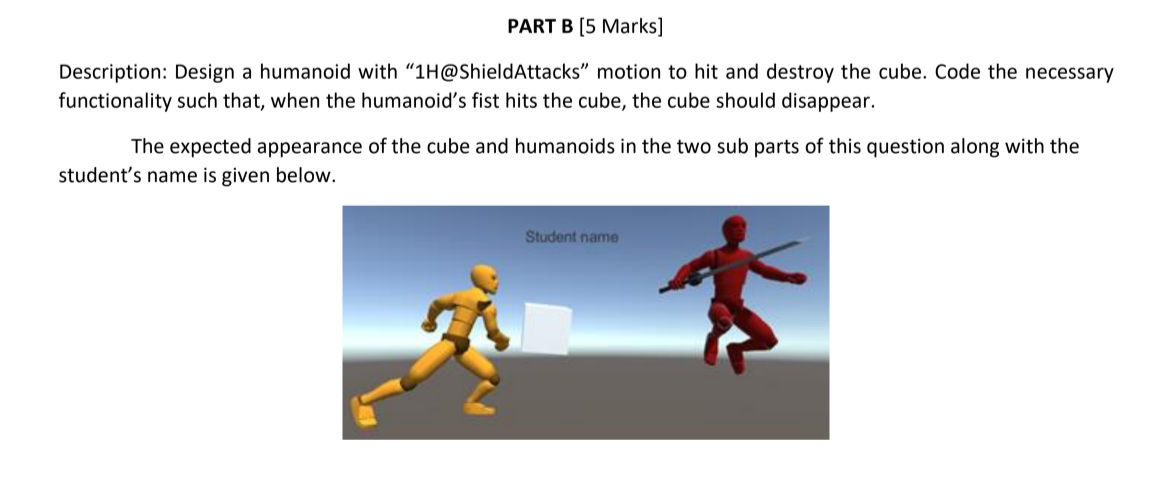 PART B [5 Marks]
Description: Design a humanoid with “1H@ShieldAttacks” motion to hit and destroy the cube. Code the necessary
functionality such that, when the humanoid’s fist hits the cube, the cube should disappear.
The expected appearance of the cube and humanoids in the two sub parts of this question along with the
student’s name is given below.
Student name